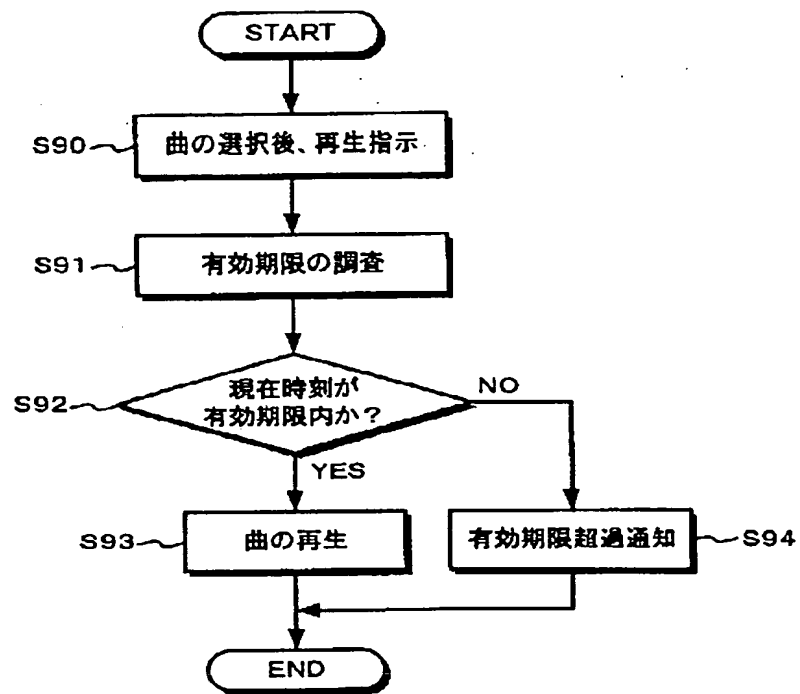 START
S90
曲の選択後、再生指示
S91
有効期限の調査
S92
現在時刻が
有効期限内か?
NO
YES
S93
曲の再生
有効期限超過通知
S94
END